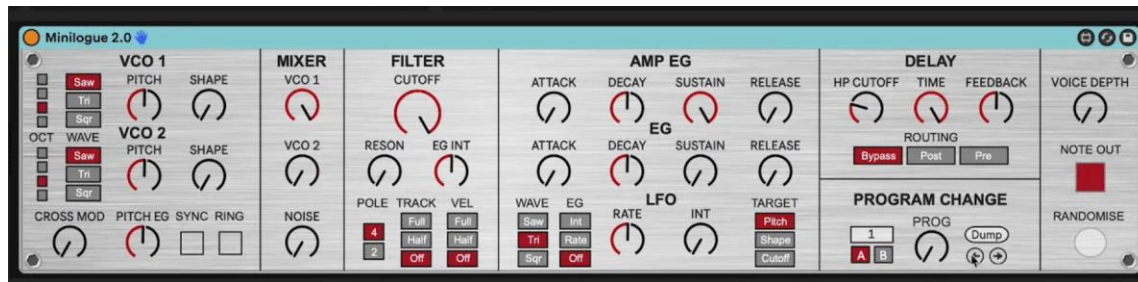 Minilogue 2.0
VCO 1
Saw
Tri
Sqr
PITCH SHAPE
OCT WAVE
VCO 2
Saw
Tri
Sqr
PITCH SHAPE
CROSS MOD PITCH EG SYNC RING
MIXER
VCO 1
VCO 2
NOISE
FILTER
CUTOFF
RESON EG INT
POLE TRACK VEL
4 Full Full
Half Half
2 Off Off
AMP EG
ATTACK DECAY SUSTAIN RELEASE
EG
ATTACK DECAY SUSTAIN RELEASE
LFO
WAVE EG RATE INT TARGET
Saw Int Pitch
Tri Rate Shape
Sqr Off Cutoff
DELAY
HP CUTOFF TIME FEEDBACK
ROUTING
Bypass Post Pre
PROGRAM CHANGE
1 PROG Dump
A B
VOICE DEPTH
NOTE OUT
RANDOMISE